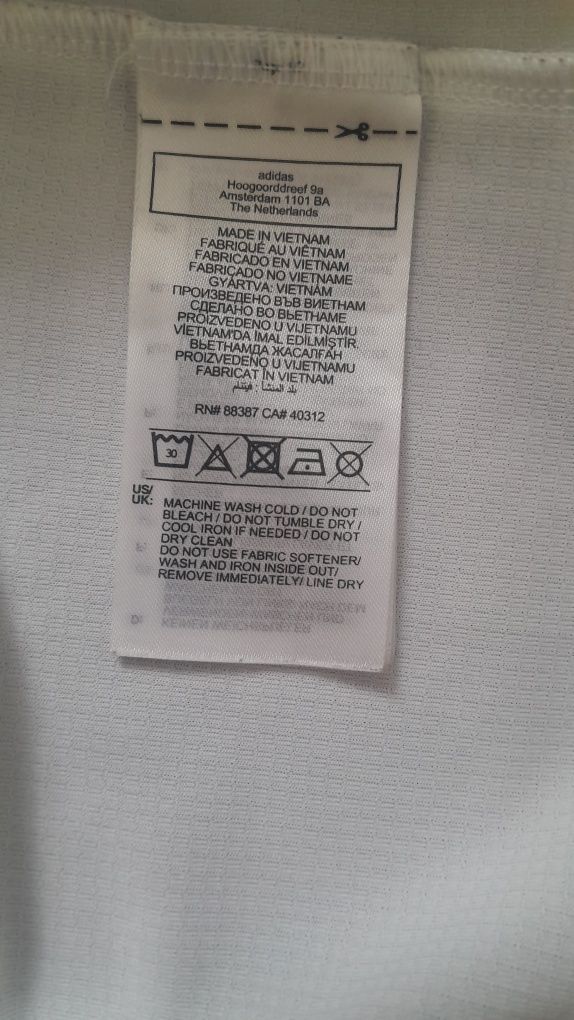 adidas
Hoogoorddreef 9a
Amsterdam 1101 BA
The Netherlands
MADE IN VIETNAM
FABRIQUÉ AU VIÊTNAM
FABRICADO EN VIETNAM
FABRICADO NO VIETNAME
GYÁRTVA: VIETNÁM
ПРОИЗВЕДЕНО ВЪВ ВИЕТНАМ
СДЕЛАНО ВО ВЬЕТНАМЕ
PROIZVEDENO U VIJETNAMU
VİETNAM'DA İMAL EDİLMİŞTİR.
ВЬЕТНАМДА ЖАСАЛҒАН
PROIZVEDENO U VIJETNAMU
FABRICAT ÎN VIETNAM
بلد المنشأ : فيتنام
RN# 88387 CA# 40312
30
US/
UK:
MACHINE WASH COLD / DO NOT
BLEACH / DO NOT TUMBLE DRY /
COOL IRON IF NEEDED / DO NOT
DRY CLEAN
DO NOT USE FABRIC SOFTENER/
WASH AND IRON INSIDE OUT/
REMOVE IMMEDIATELY/ LINE DRY